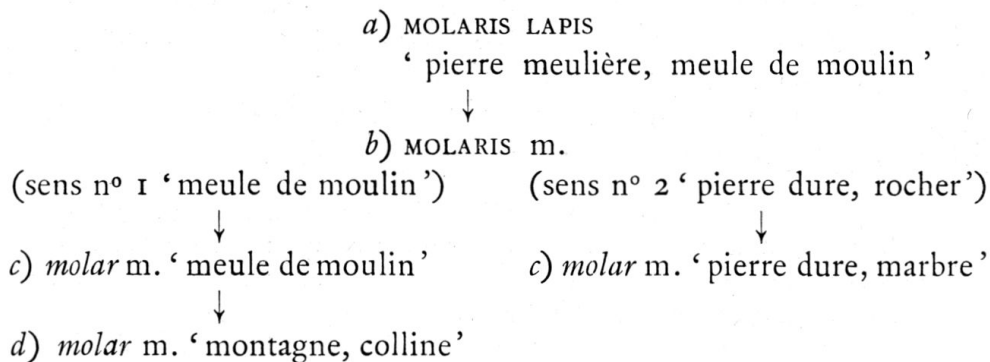 a) MOLARIS LAPIS
‘ pierre meulière, meule de moulin ’
↓
b) MOLARIS m.
(sens nº 1 ‘ meule de moulin ’) (sens n° 2 ‘ pierre dure, rocher’)
↓ ↓
c) molar m. ‘ meule de moulin ’ c) molar m. ‘ pierre dure, marbre ’
↓
d) molar m. ‘ montagne, colline ’